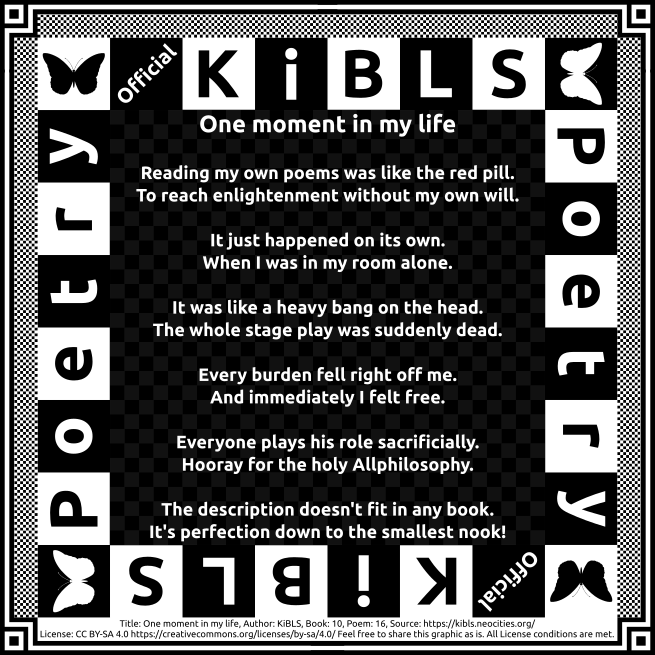 Official KiBLS
Poetry
Poetry
One moment in my life
Reading my own poems was like the red pill.
To reach enlightenment without my own will.
It just happened on its own.
When I was in my room alone.
It was like a heavy bang on the head.
The whole stage play was suddenly dead.
Every burden fell right off me.
And immediately I felt free.
Everyone plays his role sacrificially.
Hooray for the holy Allphilosophy.
The description doesn't fit in any book.
It's perfection down to the smallest nook!
Official KiBLS
Title: One moment in my life, Author: KiBLS, Book: 10, Poem: 16, Source: https://kibls.neocities.org/
License: CC BY-SA 4.0 https://creativecommons.org/licenses/by-sa/4.0/ Feel free to share this graphic as is. All License conditions are met.